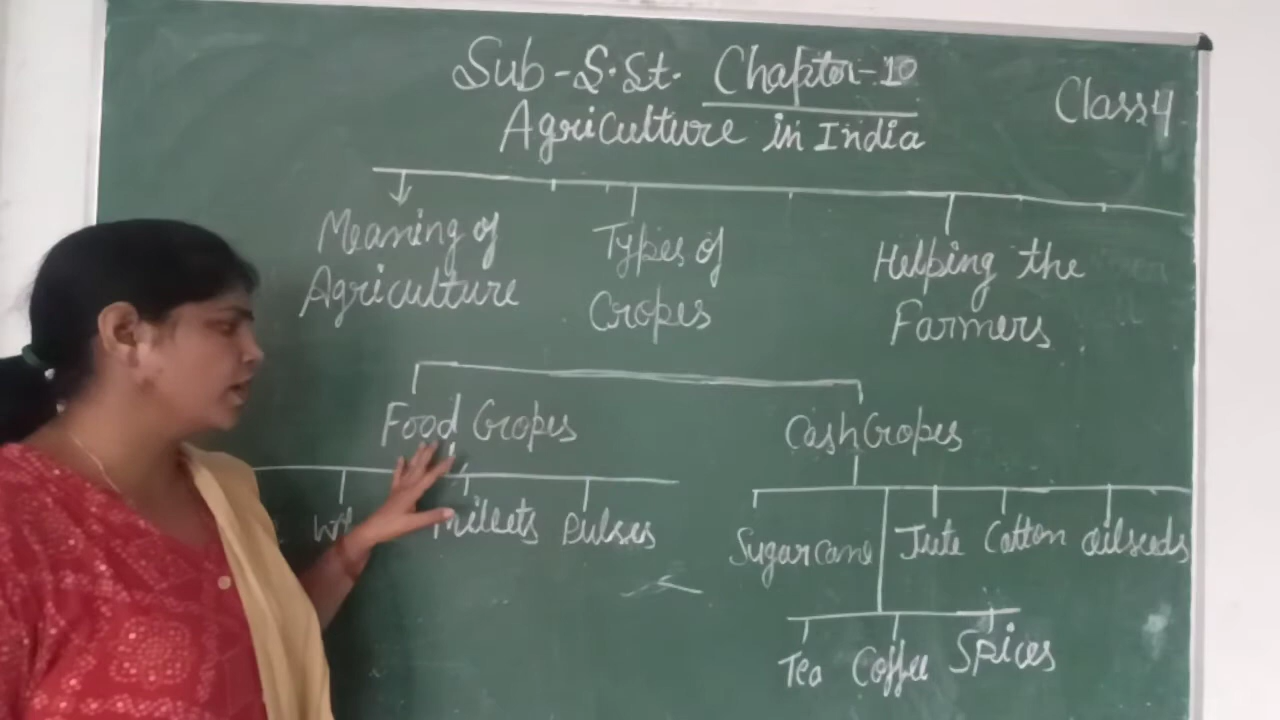 Sub-S.St. Chapter-10
Class 4
Agriculture in India
Meaning of
Agriculture
Types of
Cropes
Helping the
Farmers
Food Cropes
Cash Cropes
Millets Pulses
Sugarcane Jute Cotton oilseeds
Tea Coffee Spices